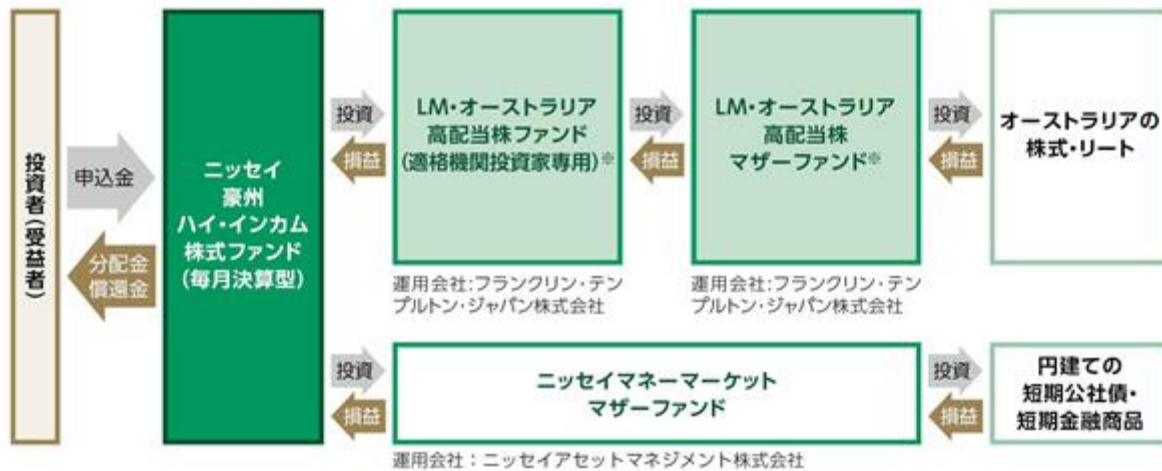 投資者(受益者)
申込金
分配金
償還金
ニッセイ
豪州
ハイ・インカム
株式ファンド
(毎月決算型)
投資
損益
LM・オーストラリア
高配当株ファンド
(適格機関投資家専用)※
運用会社:フランクリン・テン
プルトン・ジャパン株式会社
投資
損益
LM・オーストラリア
高配当株
マザーファンド※
運用会社:フランクリン・テン
プルトン・ジャパン株式会社
投資
損益
オーストラリアの
株式・リート
投資
損益
ニッセイマネーマーケット
マザーファンド
運用会社：ニッセイアセットマネジメント株式会社
投資
損益
円建ての
短期公社債・
短期金融商品